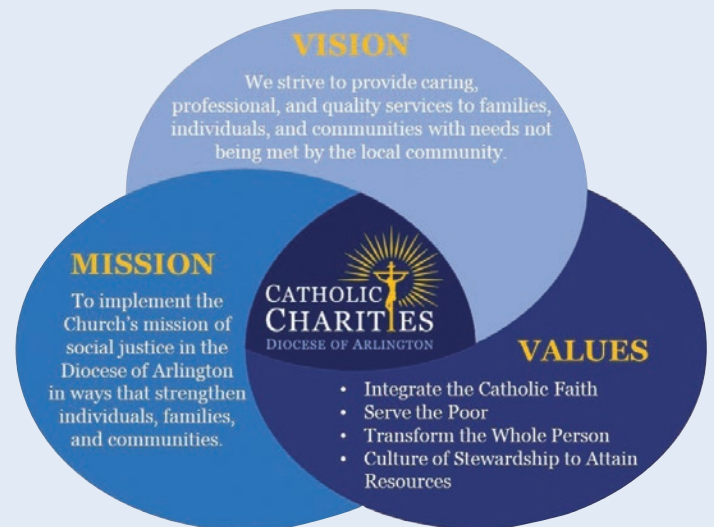 VISION
We strive to provide caring,
professional, and quality services to families,
individuals, and communities with needs not
being met by the local community.
MISSION
To implement the
Church's mission of
social justice in the
Diocese of Arlington
in ways that strengthen
individuals, families,
and communities.
CATHOLIC
CHARITIES
DIOCESE OF ARLINGTON
VALUES
• Integrate the Catholic Faith
• Serve the Poor
• Transform the Whole Person
• Culture of Stewardship to Attain
Resources